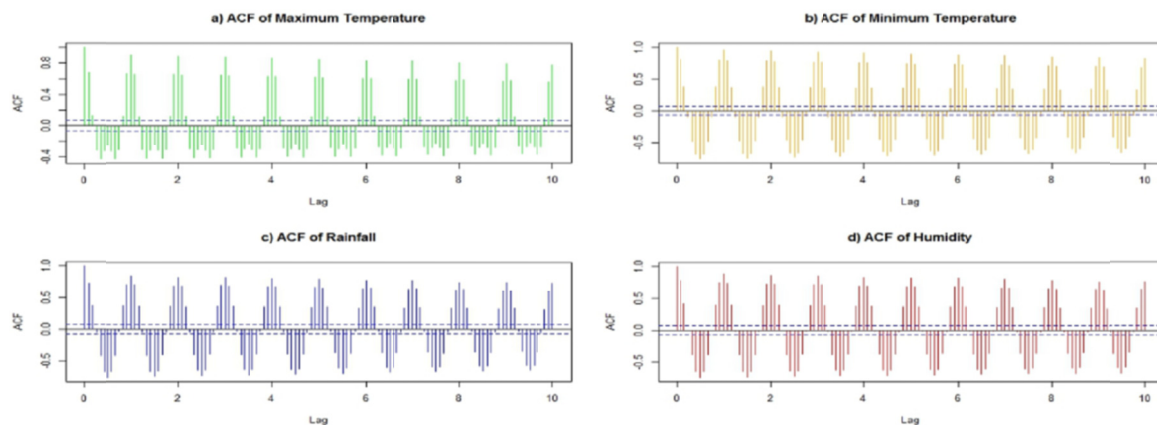 a) ACF of Maximum Temperature
ACF
0.8
0.4
0.0
-0.4
0 2 4 6 8 10
Lag
b) ACF of Minimum Temperature
ACF
1.0
0.5
0.0
-0.5
0 2 4 6 8 10
Lag
c) ACF of Rainfall
ACF
1.0
0.5
0.0
-0.5
0 2 4 6 8 10
Lag
d) ACF of Humidity
ACF
1.0
0.5
0.0
-0.5
0 2 4 6 8 10
Lag